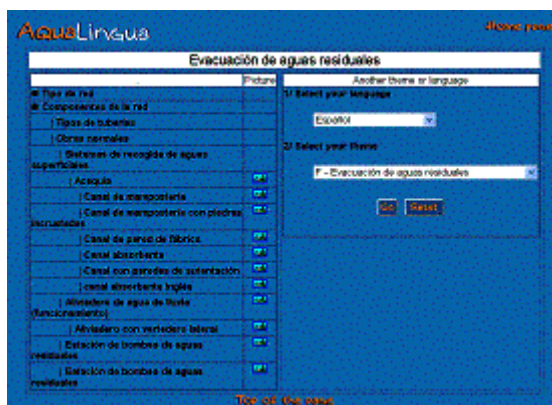 AquaLingua
Home page
Evacuación de aguas residuales
Picture
Another theme or language
Tipo de red
1/ Select your language
Componentes de la red
| Tipos de tuberías
Español
| Obras normales
2/ Select your theme
| Sistemas de recogida de aguas
superficiales
F - Evacuación de aguas residuales
| Acequia
| Canal de mampostería
Go Reset
| Canal de mampostería con piedras
incrustadas
| Canal de pared de fábrica
| Canal absorbente
| Canal con paredes de sustentación
| canal absorbente inglés
| Aliviadero de agua de lluvia
(funcionamiento)
| Aliviadero con vertedero lateral
| Estación de bombeo de aguas
residuales
| Estación de bombeo de aguas
residuales
Top of the page